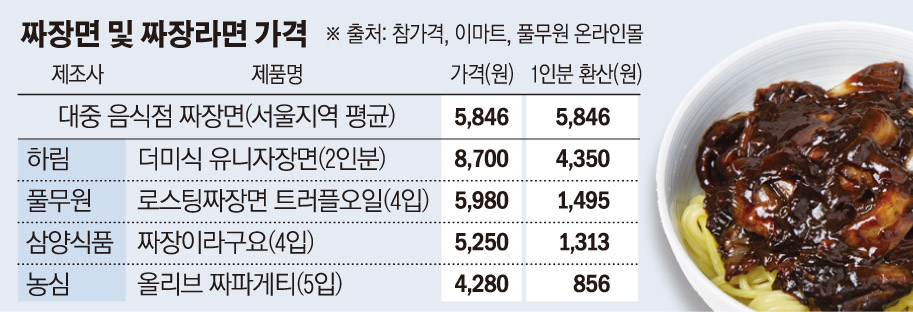 짜장면 및 짜장라면 가격 ※ 출처: 참가격, 이마트, 풀무원 온라인몰
제조사 제품명 가격(원) 1인분 환산(원)
대중 음식점 짜장면(서울지역 평균) 5,846 5,846
하림 더미식 유니자장면(2인분) 8,700 4,350
풀무원 로스팅짜장면 트러플오일(4입) 5,980 1,495
삼양식품 짜장이라구요(4입) 5,250 1,313
농심 올리브 짜파게티(5입) 4,280 856